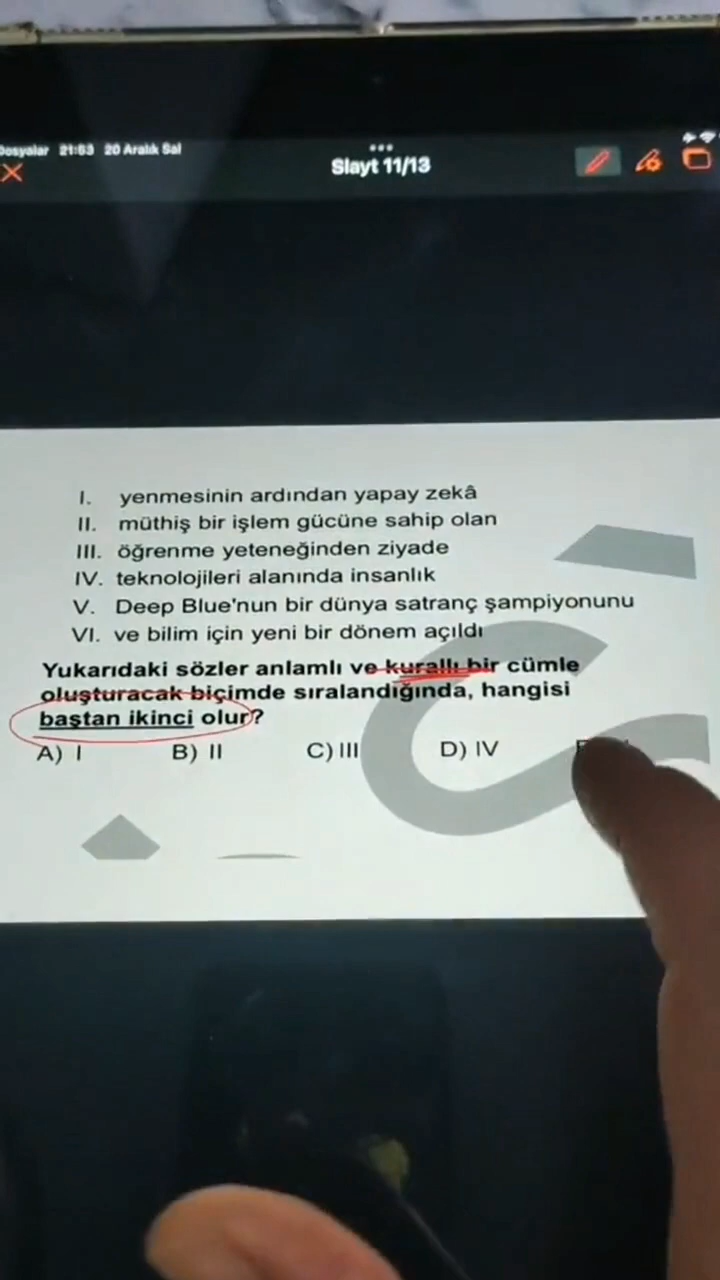 Dosyalar 21:53 20 Aralık Sal
Slayt 11/13
I. yenmesinin ardından yapay zekâ
II. müthiş bir işlem gücüne sahip olan
III. öğrenme yeteneğinden ziyade
IV. teknolojileri alanında insanlık
V. Deep Blue'nun bir dünya satranç şampiyonunu
VI. ve bilim için yeni bir dönem açıldı
Yukarıdaki sözler anlamlı ve kurallı bir cümle
oluşturacak biçimde sıralandığında, hangisi
baştan ikinci olur?
A) I B) II C) III D) IV